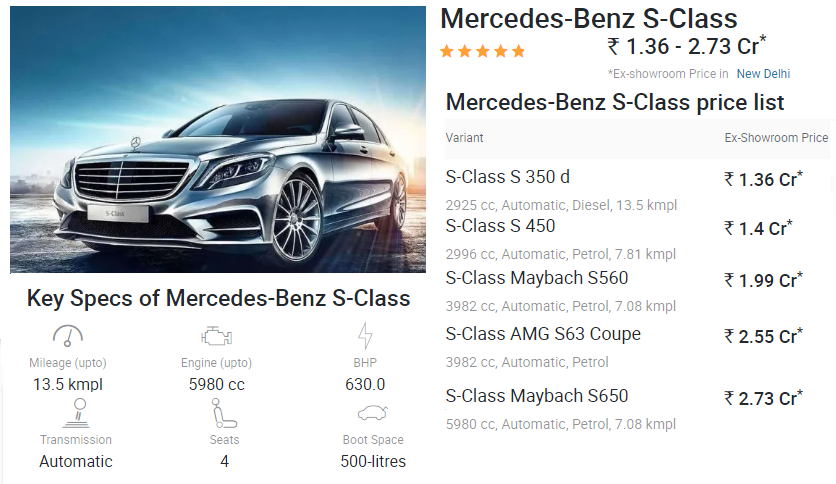 Mercedes-Benz S-Class
₹ 1.36 - 2.73 Cr*
*Ex-showroom Price in New Delhi
S-Class
Key Specs of Mercedes-Benz S-Class
Mileage (upto) Engine (upto) BHP
13.5 kmpl 5980 cc 630.0
Transmission Seats Boot Space
Automatic 4 500-litres
Mercedes-Benz S-Class price list
Variant Ex-Showroom Price
S-Class S 350 d ₹ 1.36 Cr*
2925 cc, Automatic, Diesel, 13.5 kmpl
S-Class S 450 ₹ 1.4 Cr*
2996 cc, Automatic, Petrol, 7.81 kmpl
S-Class Maybach S560 ₹ 1.99 Cr*
3982 cc, Automatic, Petrol, 7.08 kmpl
S-Class AMG S63 Coupe ₹ 2.55 Cr*
3982 cc, Automatic, Petrol
S-Class Maybach S650 ₹ 2.73 Cr*
5980 cc, Automatic, Petrol, 7.08 kmpl